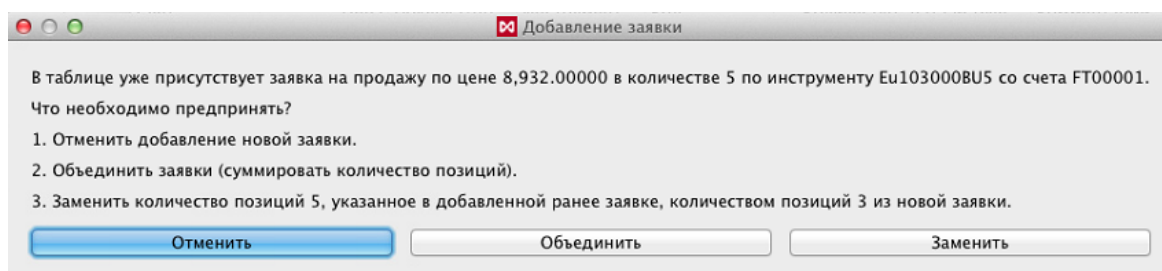 Добавление заявки
В таблице уже присутствует заявка на продажу по цене 8,932.00000 в количестве 5 по инструменту Eu103000BU5 со счета FT00001.
Что необходимо предпринять?
1. Отменить добавление новой заявки.
2. Объединить заявки (суммировать количество позиций).
3. Заменить количество позиций 5, указанное в добавленной ранее заявке, количеством позиций 3 из новой заявки.
Отменить Объединить Заменить